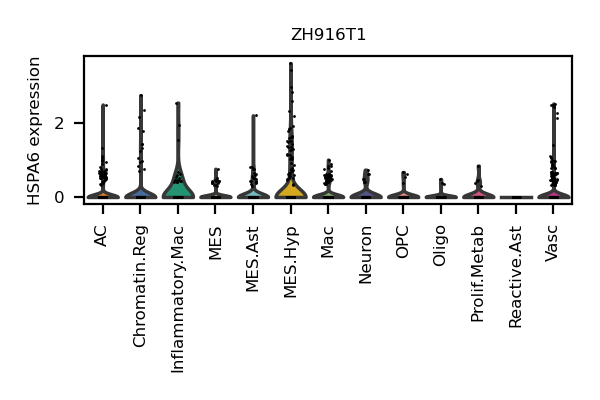 ZH916T1
HSPA6 expression
2
0
AC
Chromatin.Reg
Inflammatory.Mac
MES
MES.Ast
MES.Hyp
Mac
Neuron
OPC
Oligo
Prolif.Metab
Reactive.Ast
Vasc